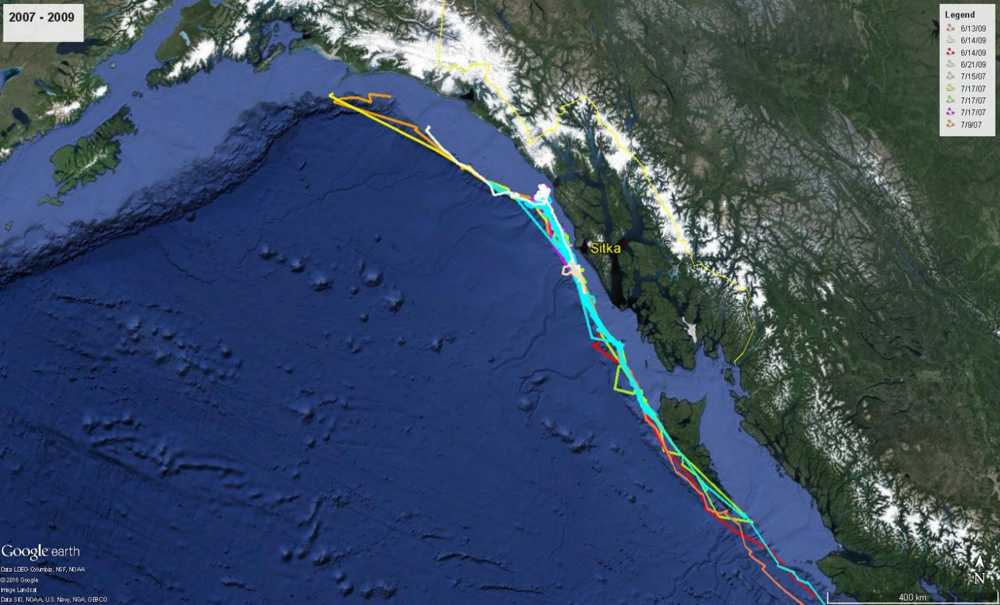 2007 - 2009
Legend
6/13/09
6/14/09
6/14/09
6/21/09
7/15/07
7/17/07
7/17/07
7/17/07
7/9/07
Sitka
Google earth
Data LDEO-Columbia, NSF, NOAA
©2016 Google
Image Landsat
Data SIO, NOAA, U.S. Navy, NGA, GEBCO
N
400 km